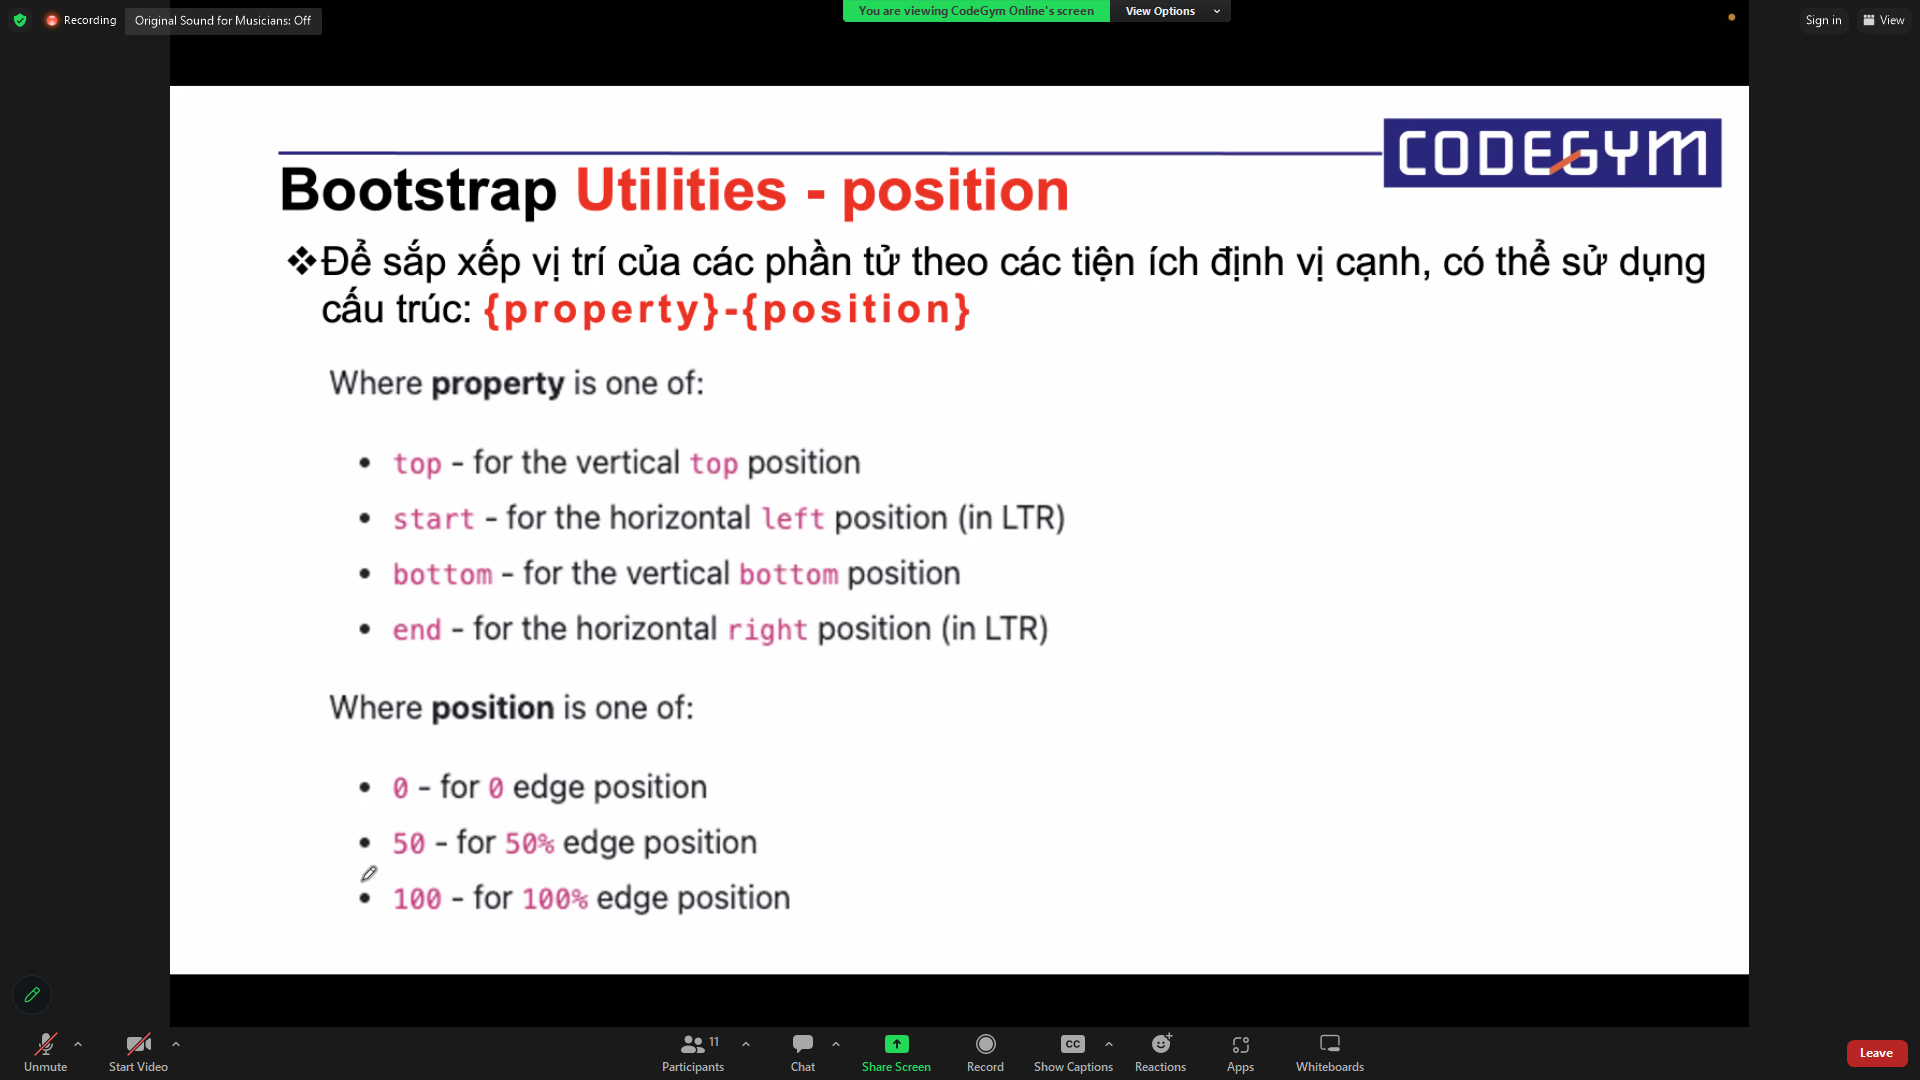 Recording
Original Sound for Musicians: Off
You are viewing CodeGym Online's screen
View Options
Sign in
View
CODEGYM
Bootstrap Utilities - position
❖Để sắp xếp vị trí của các phần tử theo các tiện ích định vị cạnh, có thể sử dụng
cấu trúc: {property}-{position}
Where property is one of:
• top - for the vertical top position
• start - for the horizontal left position (in LTR)
• bottom - for the vertical bottom position
• end - for the horizontal right position (in LTR)
Where position is one of:
• 0 - for 0 edge position
• 50 - for 50% edge position
• 100 - for 100% edge position
Unmute
Start Video
11
Participants
Chat
Share Screen
Record
CC
Show Captions
Reactions
Apps
Whiteboards
Leave